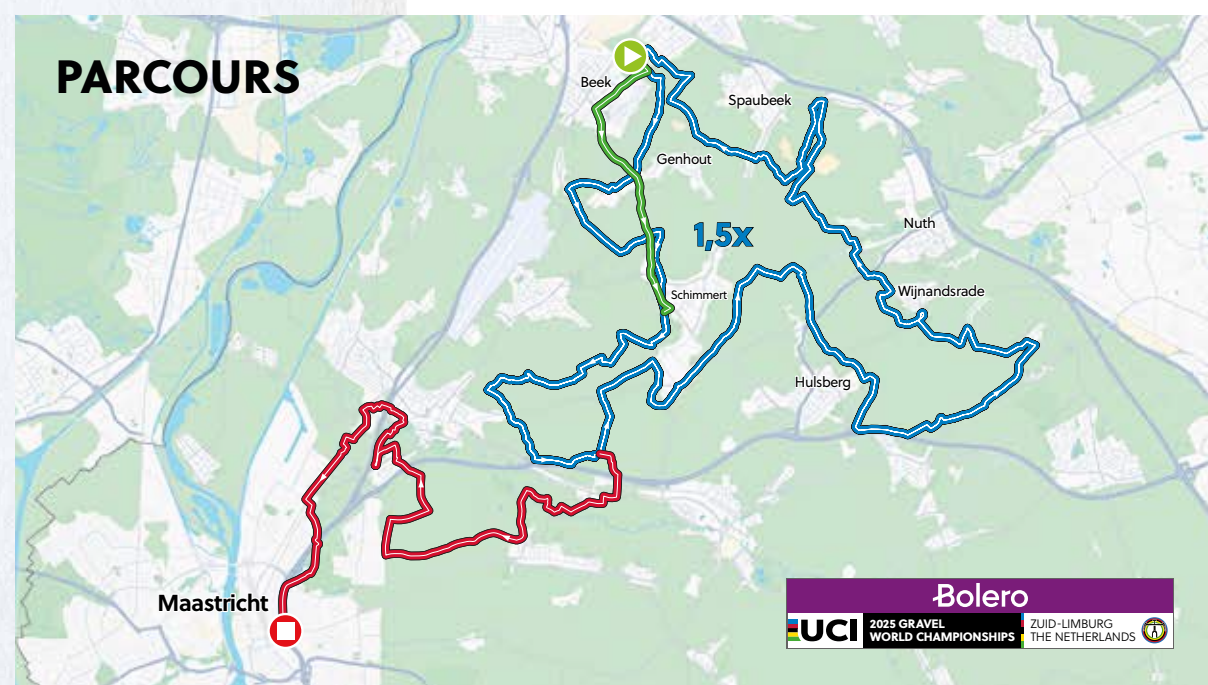 PARCOURS
Beek
Spaubeek
Genhout
1,5x
Nuth
Schimmert
Wijnandsrade
Hulsberg
Maastricht
Bolero
UCI
2025 GRAVEL
WORLD CHAMPIONSHIPS
ZUID-LIMBURG
THE NETHERLANDS